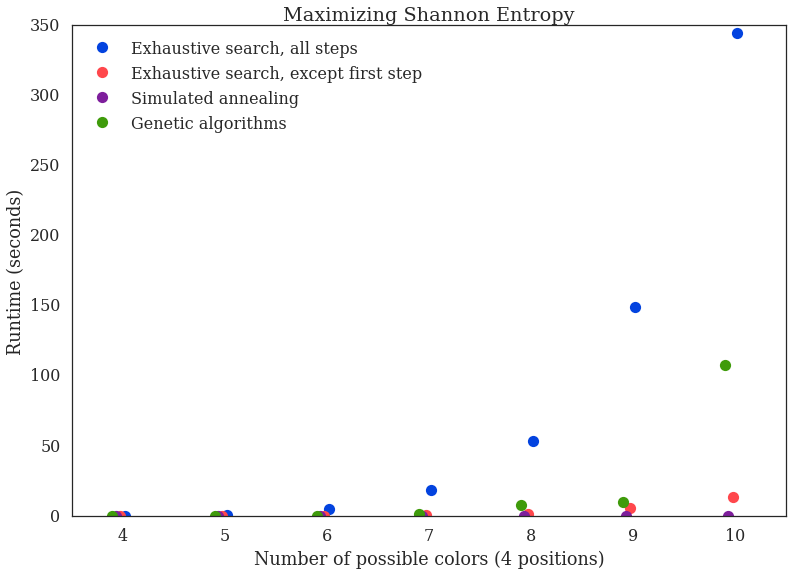 Maximizing Shannon Entropy
350
300
250
200
150
100
50
0
Runtime (seconds)
Exhaustive search, all steps
Exhaustive search, except first step
Simulated annealing
Genetic algorithms
4 5 6 7 8 9 10
Number of possible colors (4 positions)